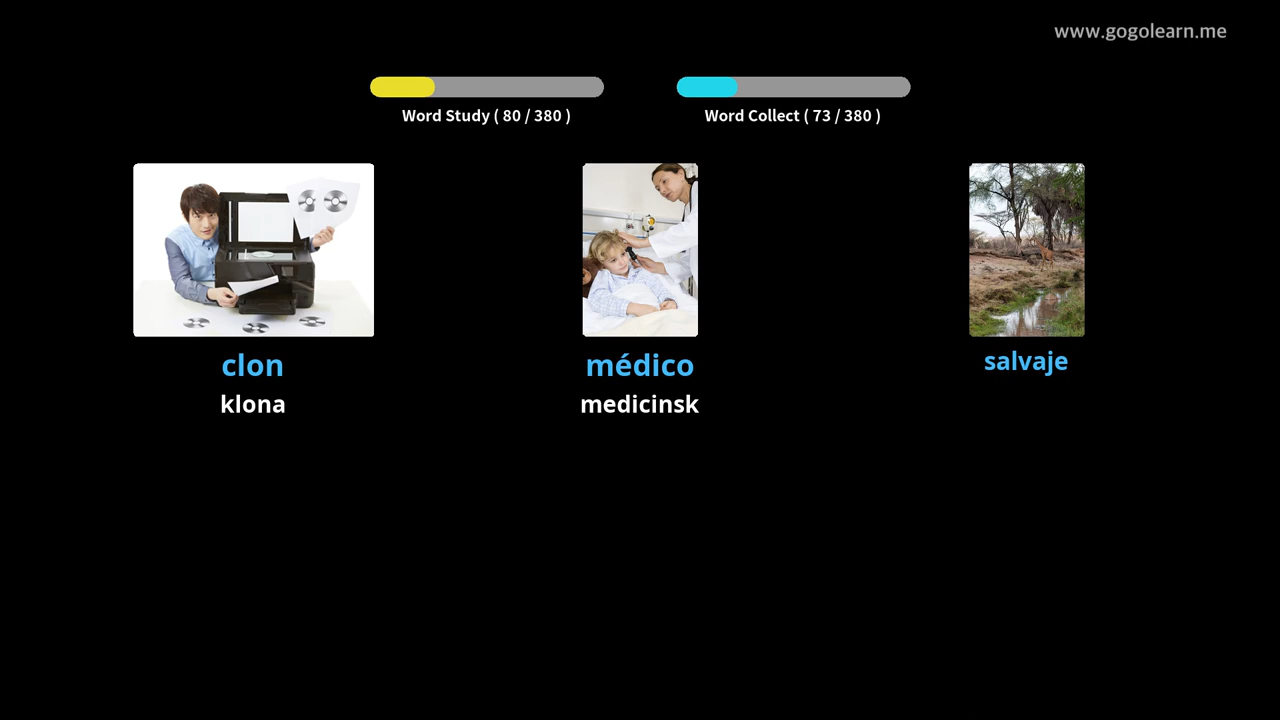 www.gogolearn.me
Word Study ( 80 / 380 )
Word Collect ( 73 / 380 )
clon
klona
médico
medicinsk
salvaje